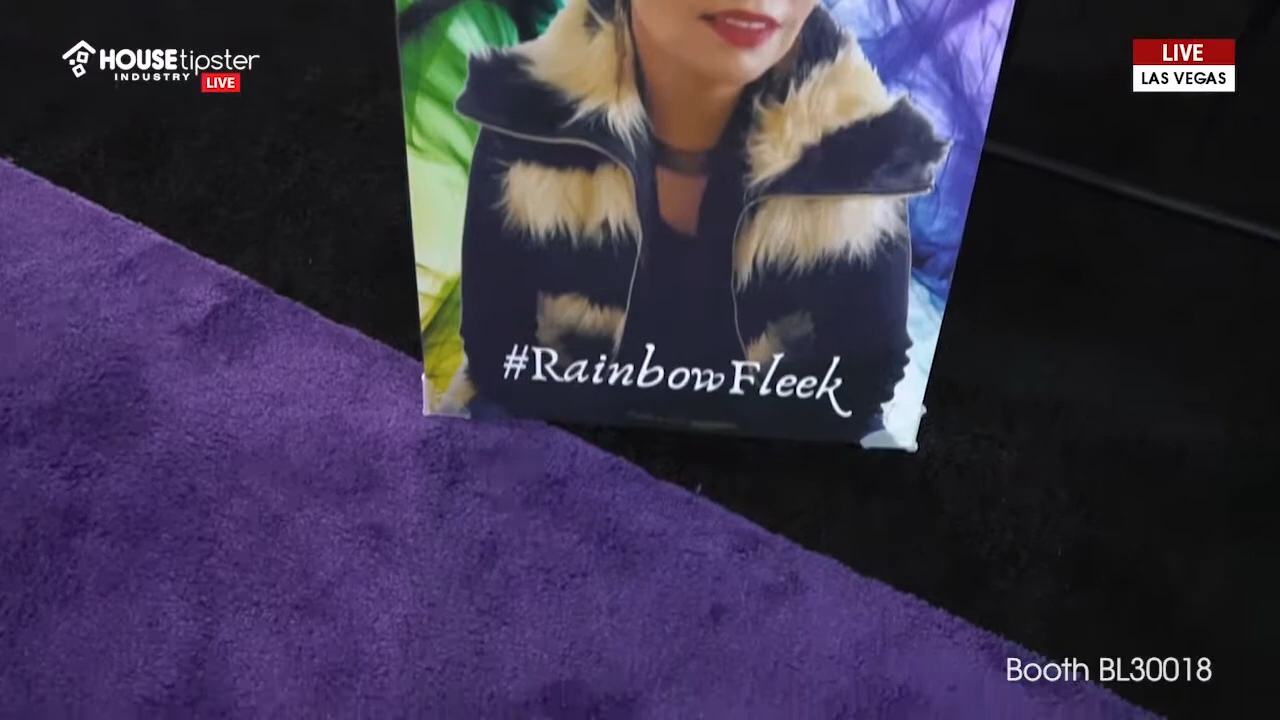 HOUSEtipster
INDUSTRY
LIVE
LIVE
LAS VEGAS
#RainbowFleek
Booth BL30018